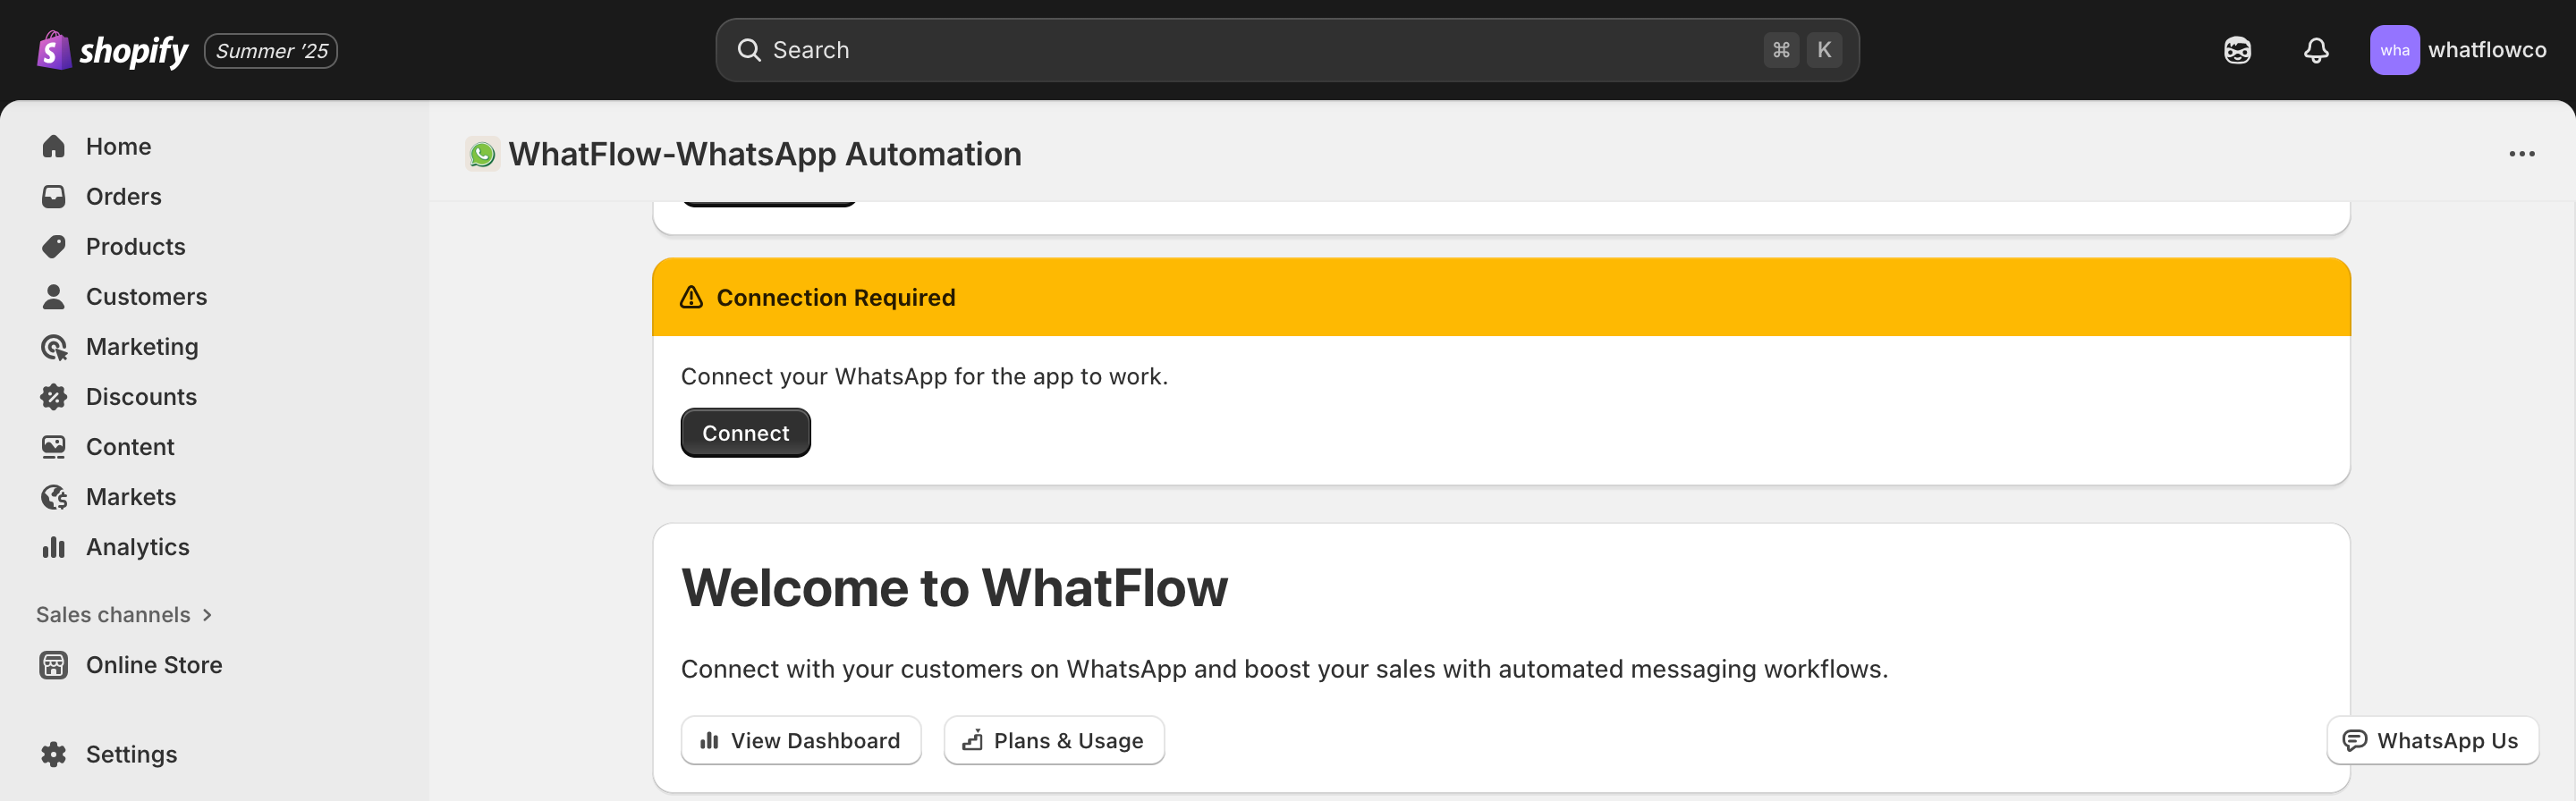 shopify Summer '25
Search ⌘ K
wha whatflowco
Home
Orders
Products
Customers
Marketing
Discounts
Content
Markets
Analytics
Sales channels
Online Store
Settings
WhatFlow-WhatsApp Automation
Connection Required
Connect your WhatsApp for the app to work.
Connect
Welcome to WhatFlow
Connect with your customers on WhatsApp and boost your sales with automated messaging workflows.
View Dashboard Plans & Usage
WhatsApp Us